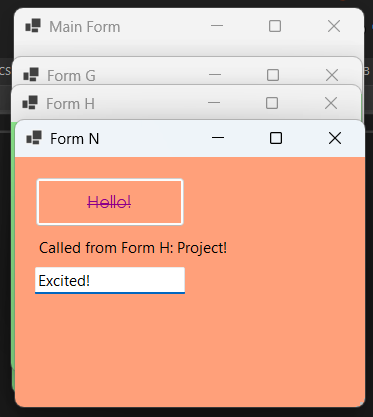 Main Form
Form G
Form H
Form N
Hello!
Called from Form H: Project!
Excited!